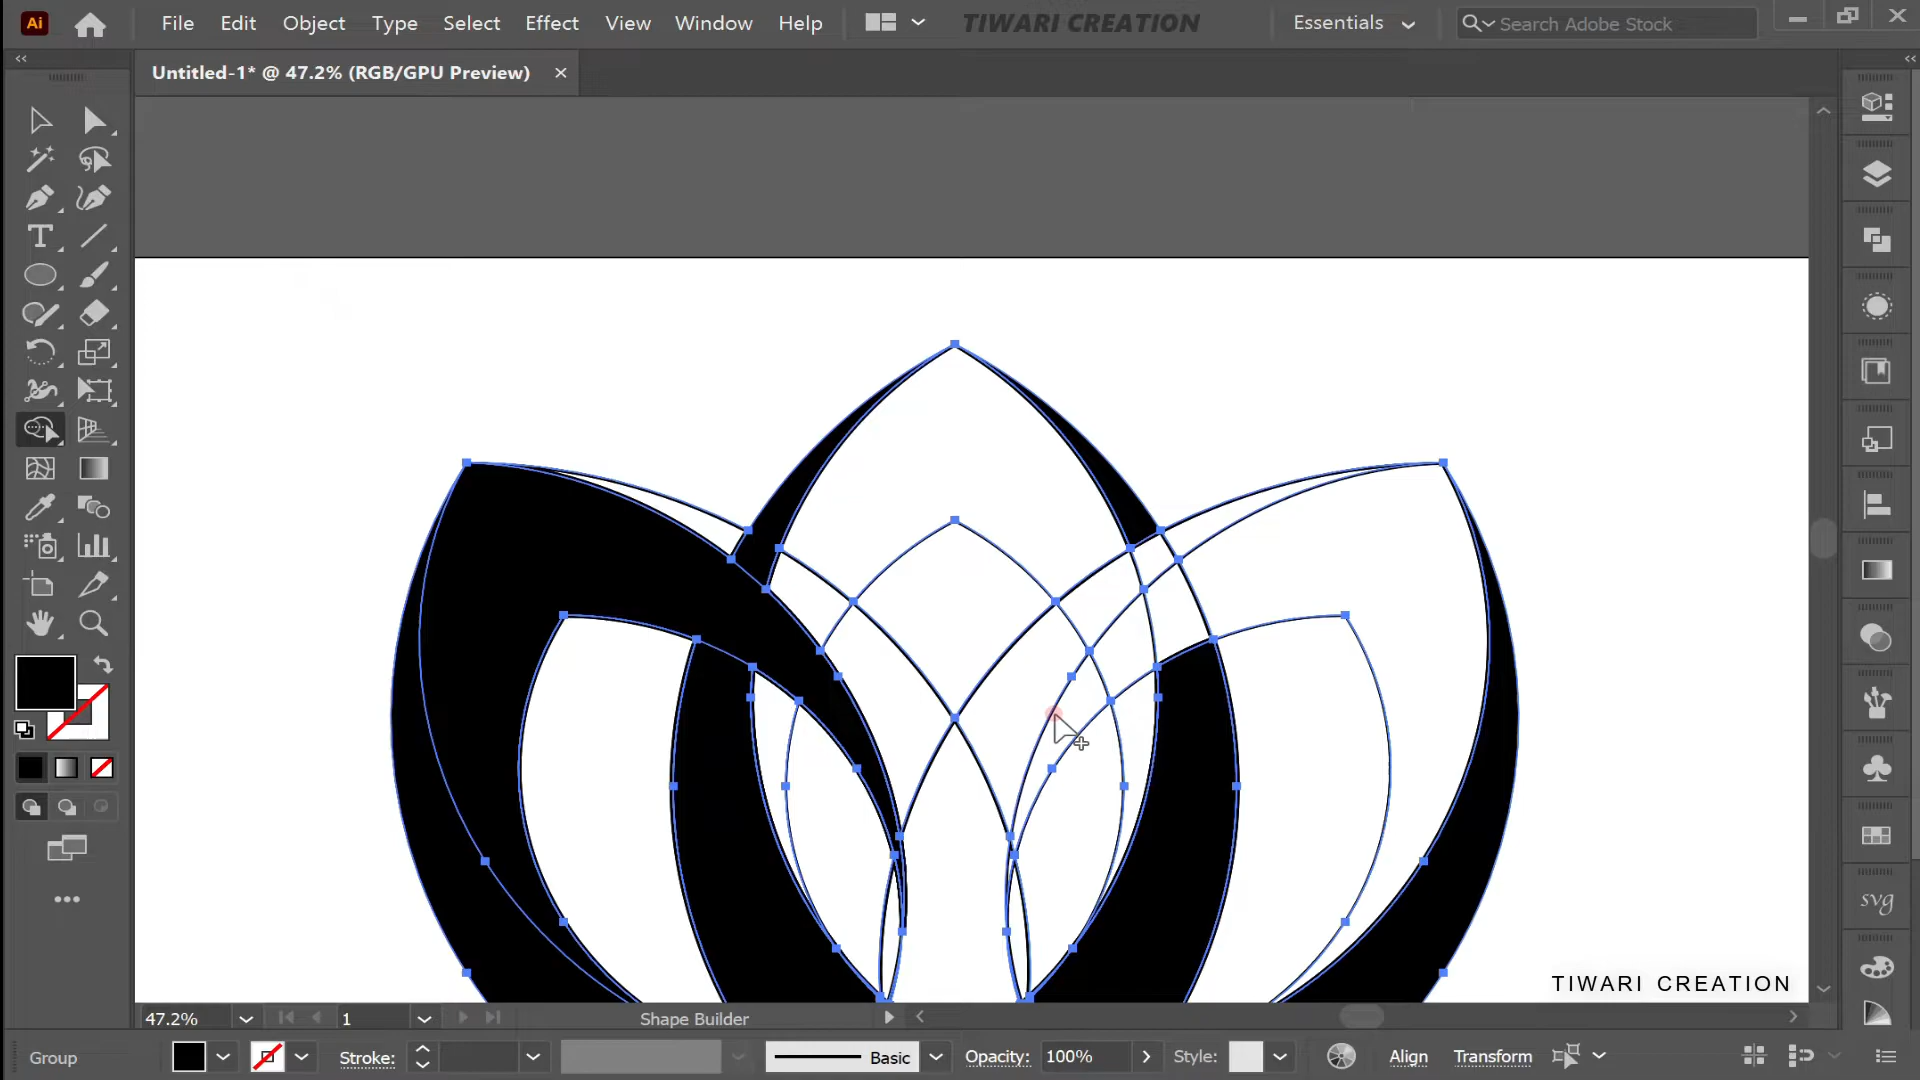 Ai File Edit Object Type Select Effect View Window Help TIWARI CREATION Essentials Search Adobe Stock
Untitled-1* @ 47.2% (RGB/GPU Preview)
T
svg
TIWARI CREATION
47.2% 1 Shape Builder
Group Stroke: Basic Opacity: 100% Style: Align Transform